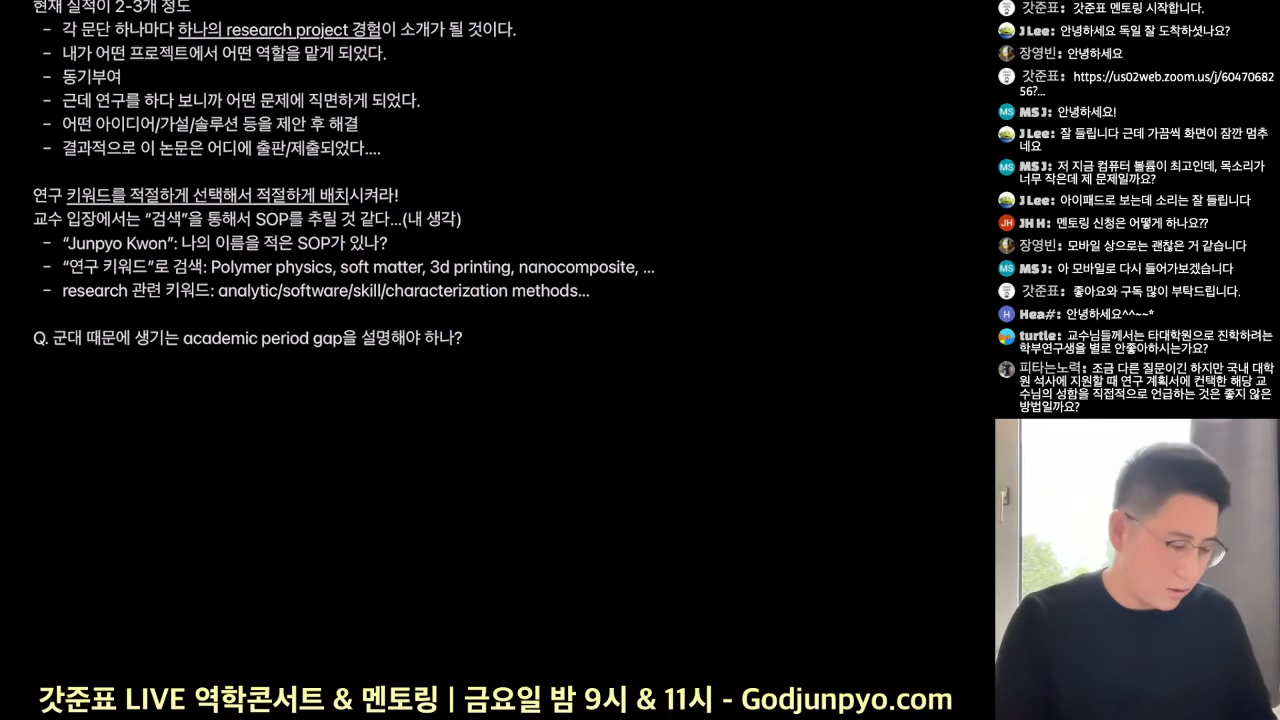 현재 실적이 2-3개 정도
- 각 문단 하나마다 하나의 research project 경험이 소개가 될 것이다.
- 내가 어떤 프로젝트에서 어떤 역할을 맡게 되었다.
- 동기부여
- 근데 연구를 하다 보니까 어떤 문제에 직면하게 되었다.
- 어떤 아이디어/가설/솔루션 등을 제안 후 해결
- 결과적으로 이 논문은 어디에 출판/제출되었다....
연구 키워드를 적절하게 선택해서 적절하게 배치시켜라!
교수 입장에서는 “검색”을 통해서 SOP를 추릴 것 같다...(내 생각)
- “Junpyo Kwon”: 나의 이름을 적은 SOP가 있나?
- “연구 키워드”로 검색: Polymer physics, soft matter, 3d printing, nanocomposite, ...
- research 관련 키워드: analytic/software/skill/characterization methods...
Q. 군대 때문에 생기는 academic period gap을 설명해야 하나?
갓준표: 갓준표 멘토링 시작합니다.
J Lee: 안녕하세요 독일 잘 도착하셧나요?
장영빈: 안녕하세요
갓준표: https://us02web.zoom.us/j/60470682
56?...
MS MS J: 안녕하세요!
J Lee: 잘 들립니다 근데 가끔씩 화면이 잠깐 멈추
네요
MS MS J: 저 지금 컴퓨터 볼륨이 최고인데, 목소리가
너무 작은데 제 문제일까요?
J Lee: 아이패드로 보는데 소리는 잘 들립니다
JH JH H: 멘토링 신청은 어떻게 하나요??
장영빈: 모바일 상으로는 괜찮은 거 같습니다
MS MS J: 아 모바일로 다시 들어가보겠습니다
갓준표: 좋아요와 구독 많이 부탁드립니다.
H Hea#: 안녕하세요^^~~*
turtle: 교수님들께서는 타대학원으로 진학하려는
학부연구생을 별로 안좋아하시는가요?
피타는노력: 조금 다른 질문이긴 하지만 국내 대학
원 석사에 지원할 때 연구 계획서에 컨택한 해당 교
수님의 성함을 직접적으로 언급하는 것은 좋지 않은
방법일까요?
갓준표 LIVE 역학콘서트 & 멘토링 | 금요일 밤 9시 & 11시 - Godjunpyo.com